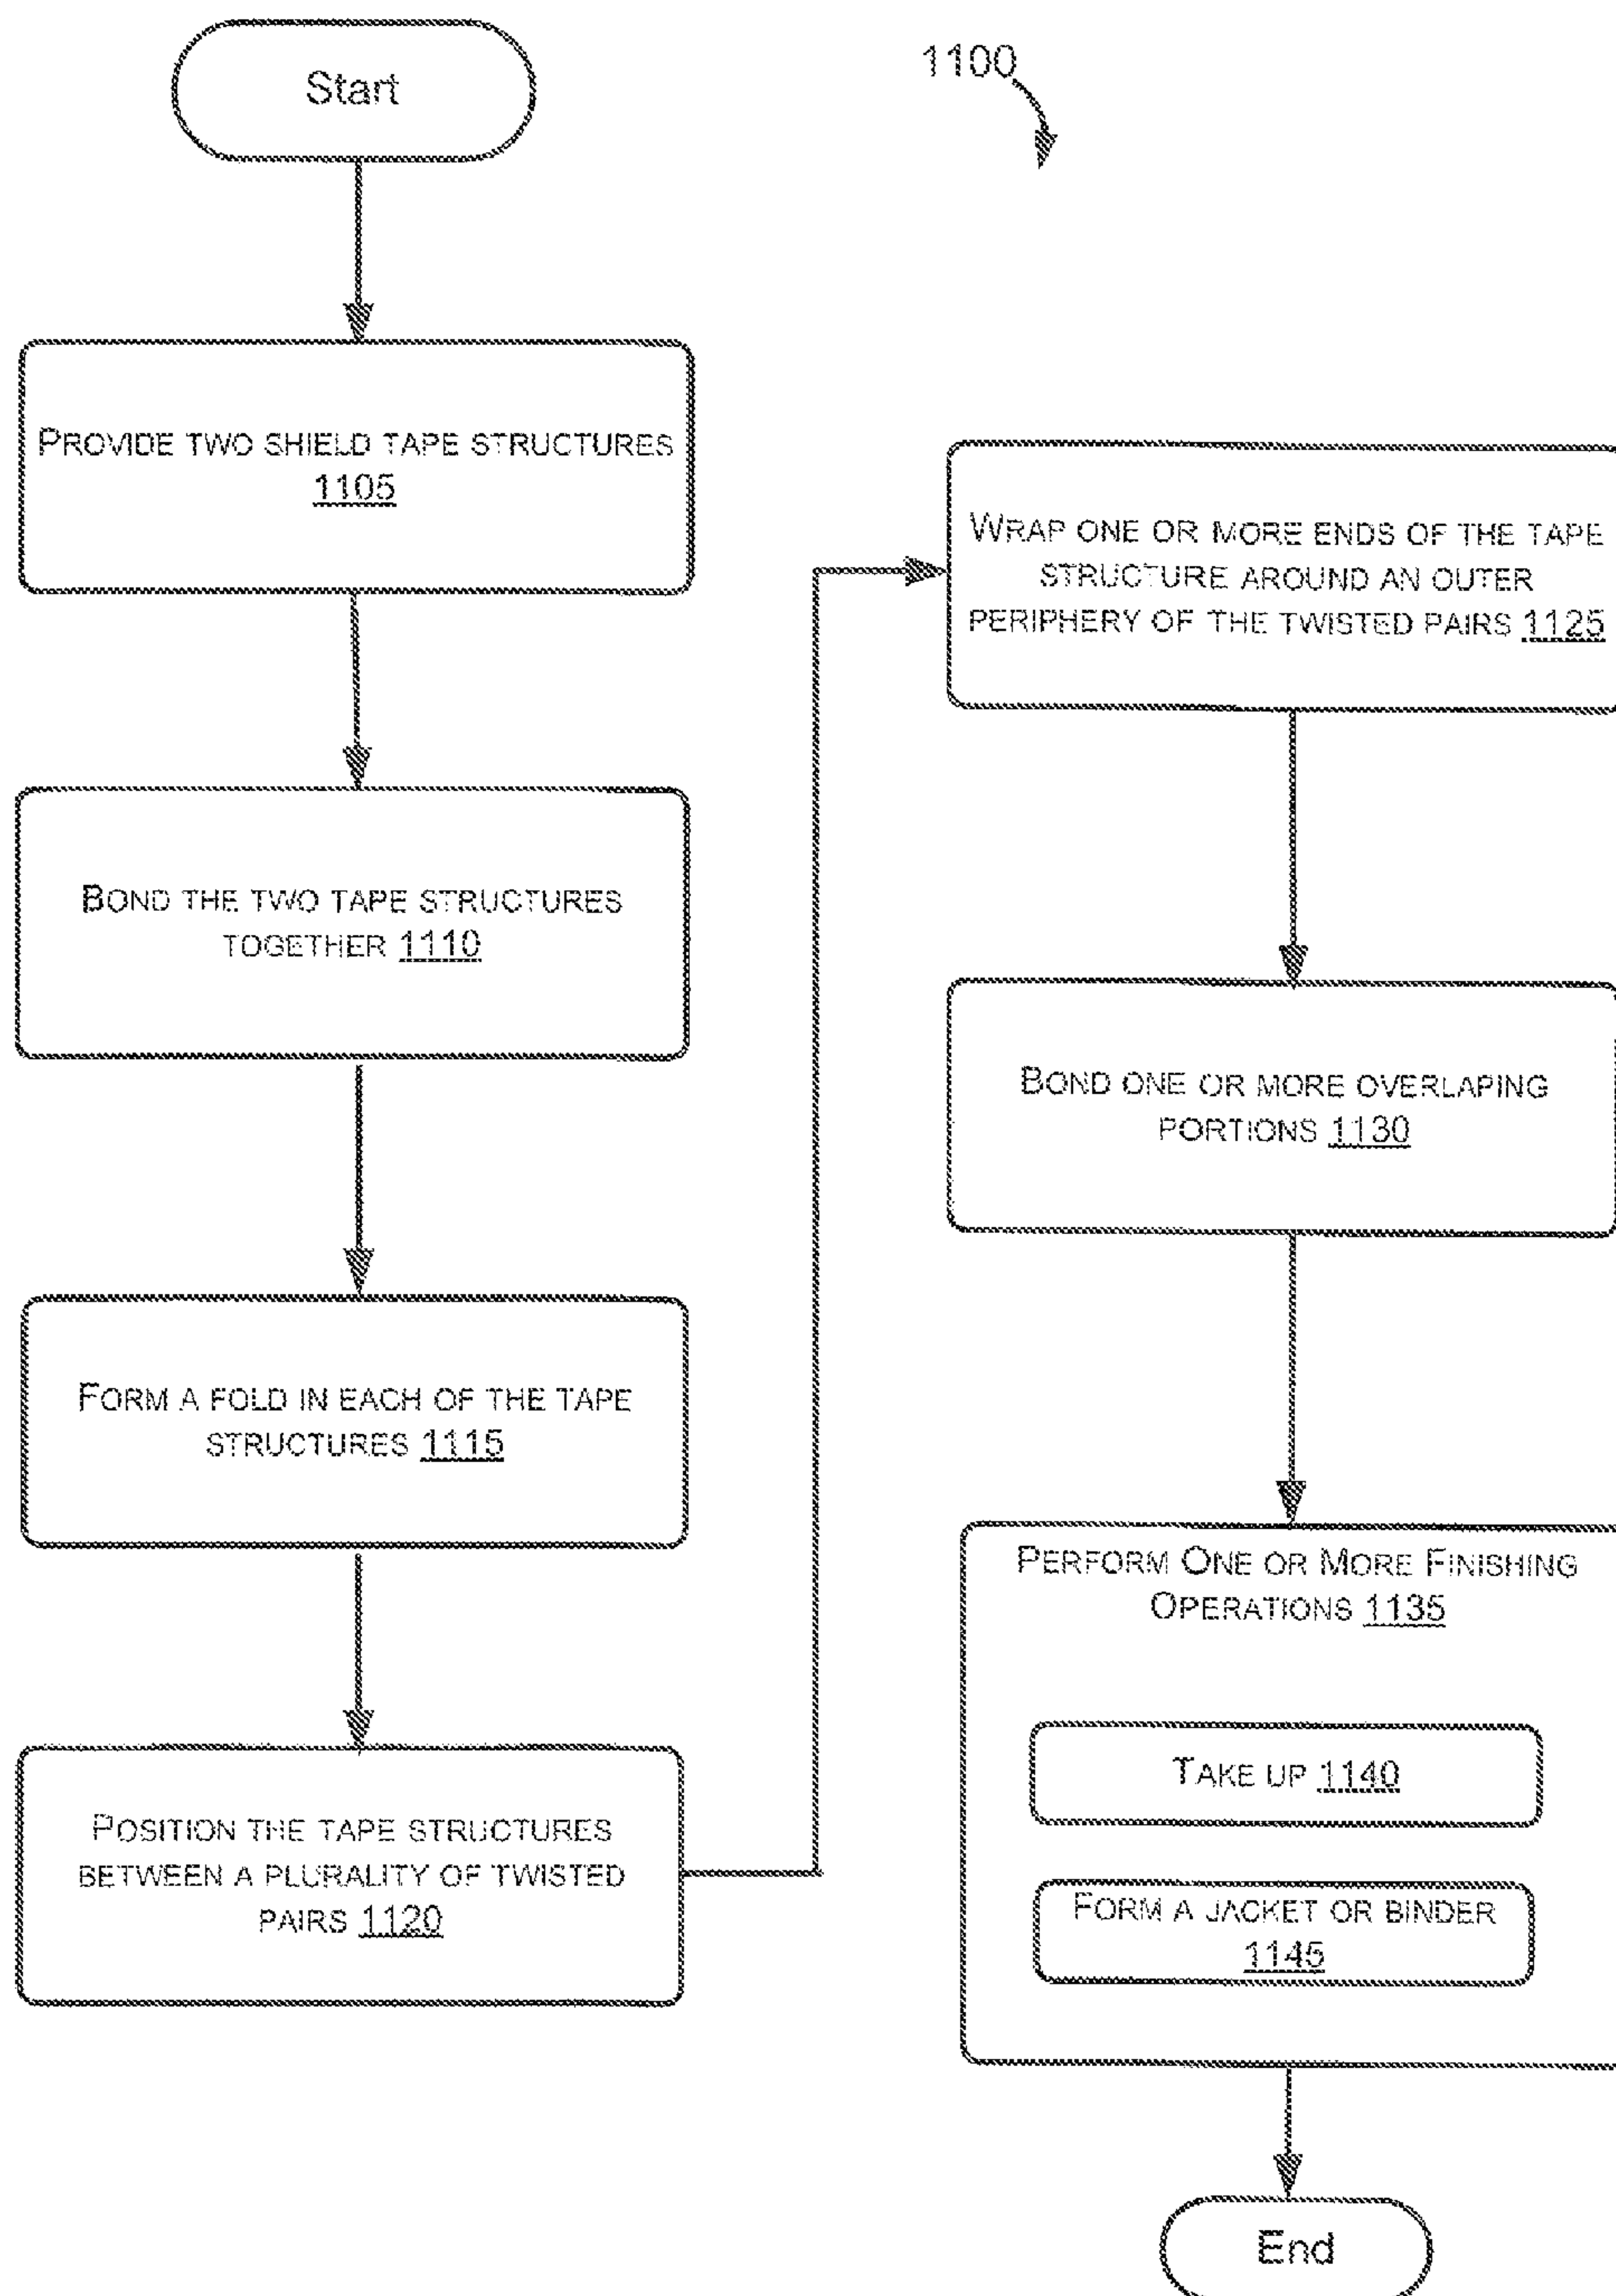 Start
1100
PROVIDE TWO SHIELD TAPE STRUCTURES
1105
BOND THE TWO TAPE STRUCTURES
TOGETHER 1110
FORM A FOLD IN EACH OF THE TAPE
STRUCTURES 1115
POSITION THE TAPE STRUCTURES
BETWEEN A PLURALITY OF TWISTED
PAIRS 1120
WRAP ONE OR MORE ENDS OF THE TAPE
STRUCTURE AROUND AN OUTER
PERIPHERY OF THE TWISTED PAIRS 1125
BOND ONE OR MORE OVERLAPING
PORTIONS 1130
PERFORM ONE OR MORE FINISHING
OPERATIONS 1135
TAKE UP 1140
FORM A JACKET OR BINDER
1145
End